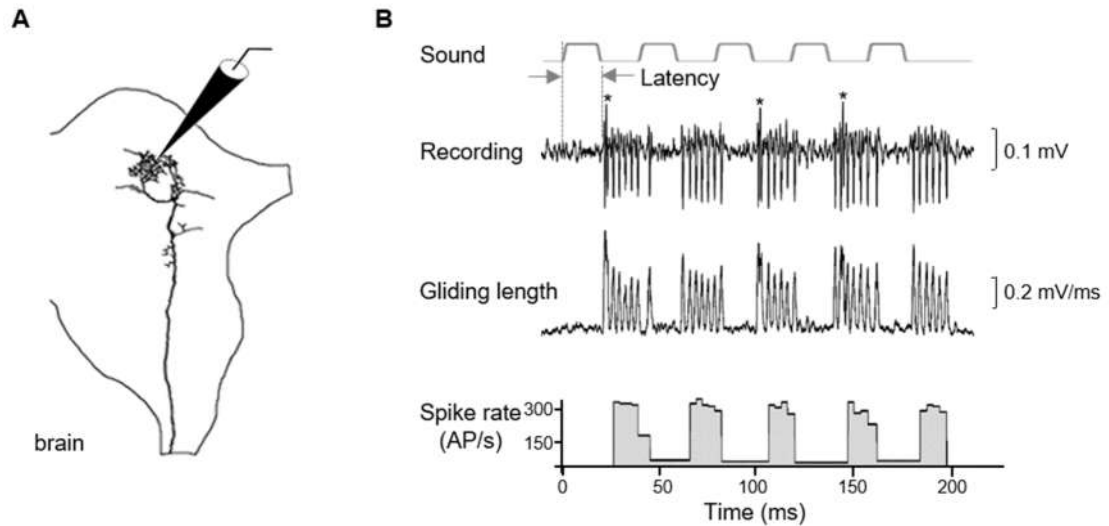 A
B
Sound
Latency
* * *
Recording
0.1 mV
Gliding length
0.2 mV/ms
Spike rate
(AP/s)
300
150
brain
0 50 100 150 200
Time (ms)